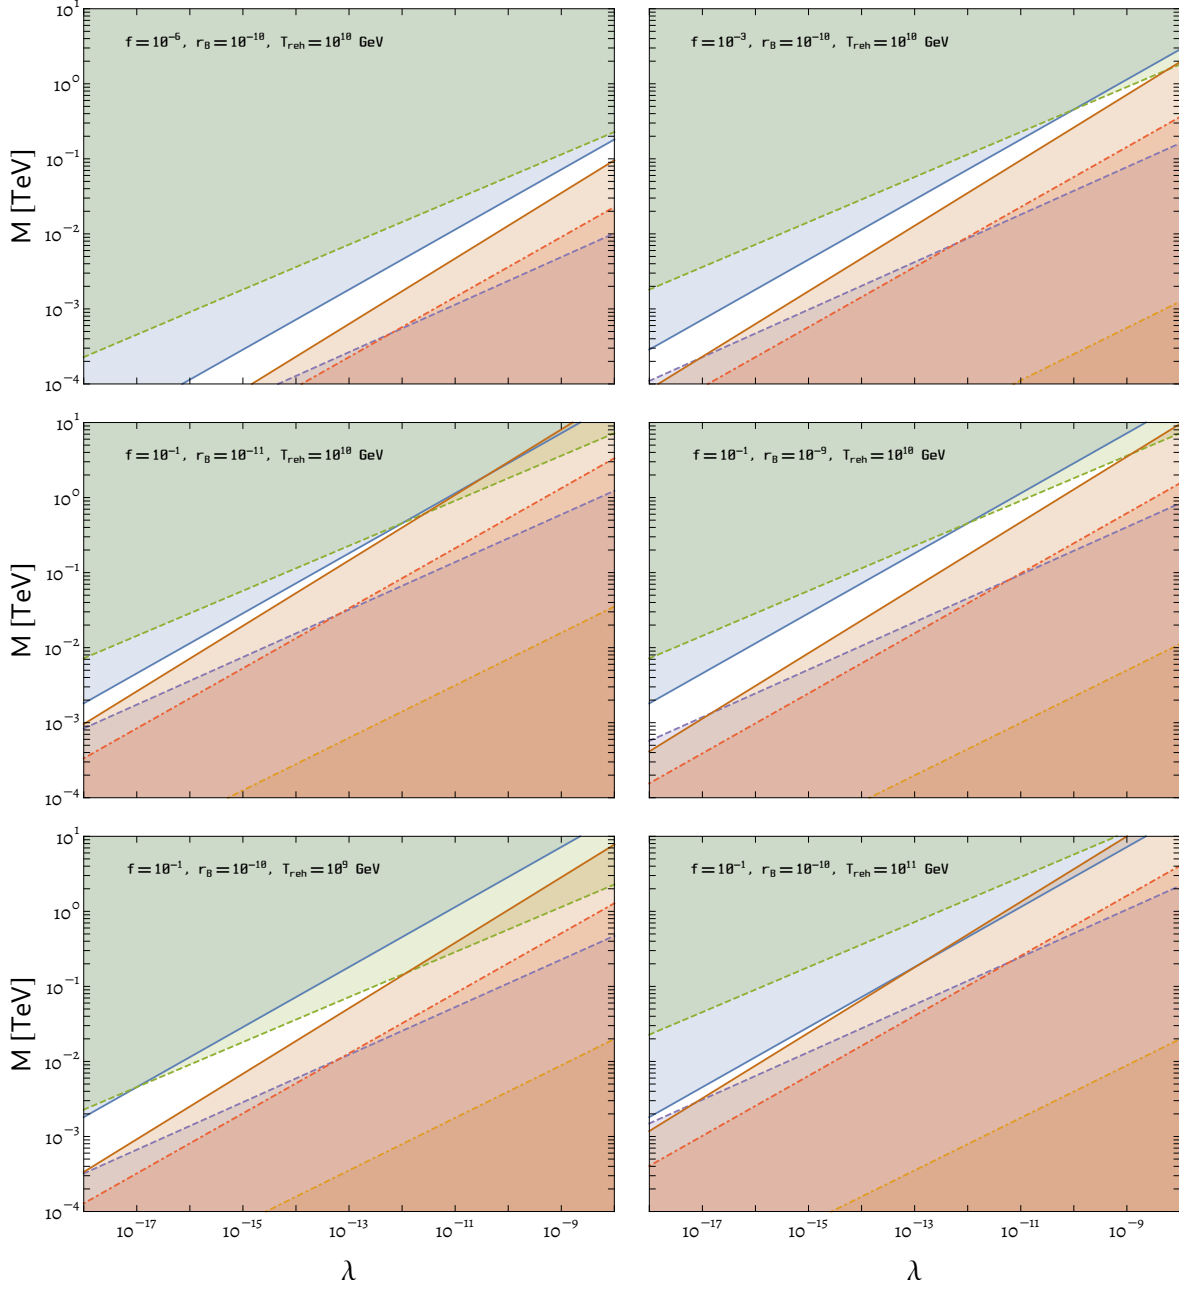 f = 10⁻⁶, r_B = 10⁻¹⁰, T_reh = 10¹⁰ GeV
f = 10⁻³, r_B = 10⁻¹⁰, T_reh = 10¹⁰ GeV
10¹
10⁰
10⁻¹
10⁻²
10⁻³
10⁻⁴
M [TeV]
f = 10⁻¹, r_B = 10⁻¹¹, T_reh = 10¹⁰ GeV
f = 10⁻¹, r_B = 10⁻⁹, T_reh = 10¹⁰ GeV
10¹
10⁰
10⁻¹
10⁻²
10⁻³
10⁻⁴
M [TeV]
f = 10⁻¹, r_B = 10⁻¹⁰, T_reh = 10⁹ GeV
f = 10⁻¹, r_B = 10⁻¹⁰, T_reh = 10¹¹ GeV
10¹
10⁰
10⁻¹
10⁻²
10⁻³
10⁻⁴
M [TeV]
10⁻¹⁷ 10⁻¹⁵ 10⁻¹³ 10⁻¹¹ 10⁻⁹
10⁻¹⁷ 10⁻¹⁵ 10⁻¹³ 10⁻¹¹ 10⁻⁹
λ
λ